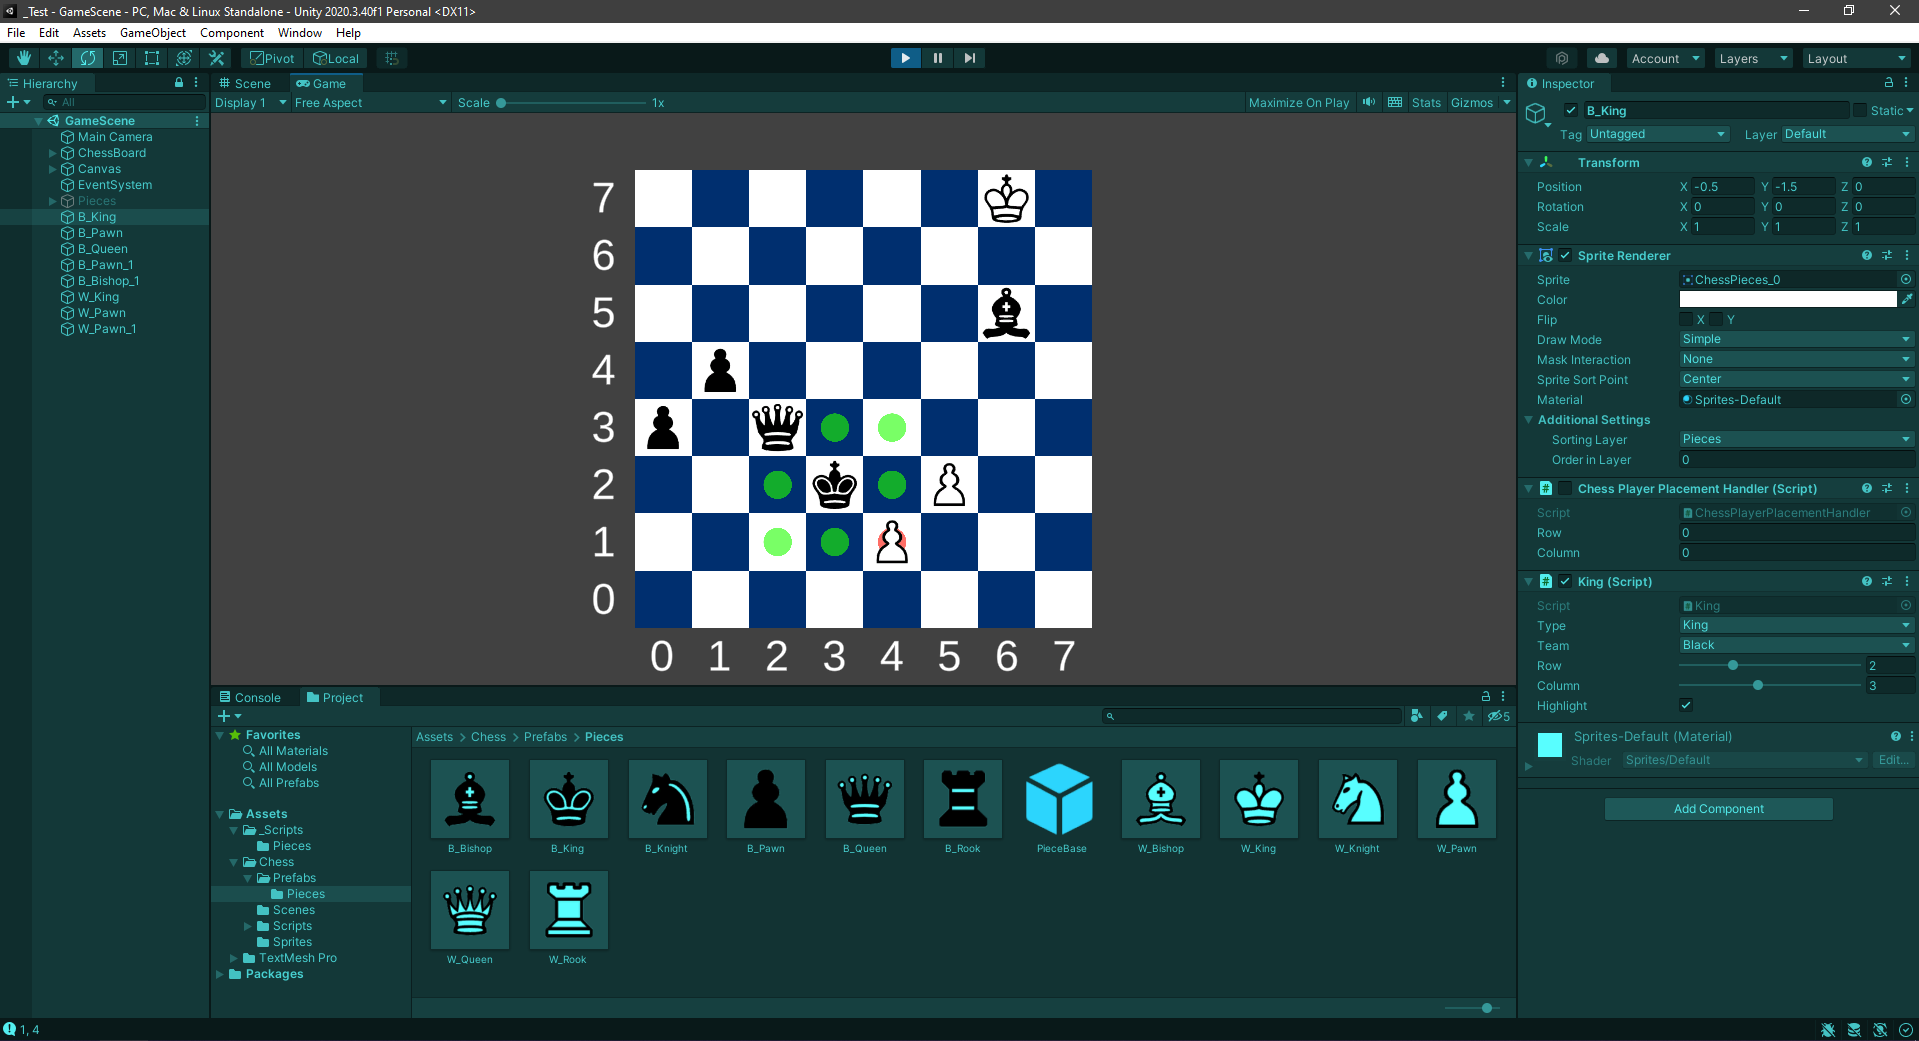 _Test - GameScene - PC, Mac & Linux Standalone - Unity 2020.3.40f1 Personal <DX11>
File Edit Assets GameObject Component Window Help
Pivot Local Account Layers Layout
Hierarchy
All
GameScene
Main Camera
ChessBoard
Canvas
EventSystem
Pieces
B_King
B_Pawn
B_Queen
B_Pawn_1
B_Bishop_1
W_King
W_Pawn
W_Pawn_1
Scene Game
Display 1 Free Aspect Scale 1x Maximize On Play Stats Gizmos
7
6
5
4
3
2
1
0
0 1 2 3 4 5 6 7
Console Project
5
Favorites
All Materials
All Models
All Prefabs
Assets
_Scripts
Pieces
Chess
Prefabs
Pieces
Scenes
Scripts
Sprites
TextMesh Pro
Packages
Assets > Chess > Prefabs > Pieces
B_Bishop B_King B_Knight B_Pawn B_Queen B_Rook PieceBase W_Bishop W_King W_Knight W_Pawn
W_Queen W_Rook
Inspector
B_King Static
Tag Untagged Layer Default
Transform
Position X -0.5 Y -1.5 Z 0
Rotation X 0 Y 0 Z 0
Scale X 1 Y 1 Z 1
Sprite Renderer
Sprite ChessPieces_0
Color
Flip X Y
Draw Mode Simple
Mask Interaction None
Sprite Sort Point Center
Material Sprites-Default
Additional Settings
Sorting Layer Pieces
Order in Layer 0
# Chess Player Placement Handler (Script)
Script ChessPlayerPlacementHandler
Row 0
Column 0
# King (Script)
Script King
Type King
Team Black
Row 2
Column 3
Highlight
Sprites-Default (Material)
Shader Sprites/Default Edit...
Add Component
1, 4